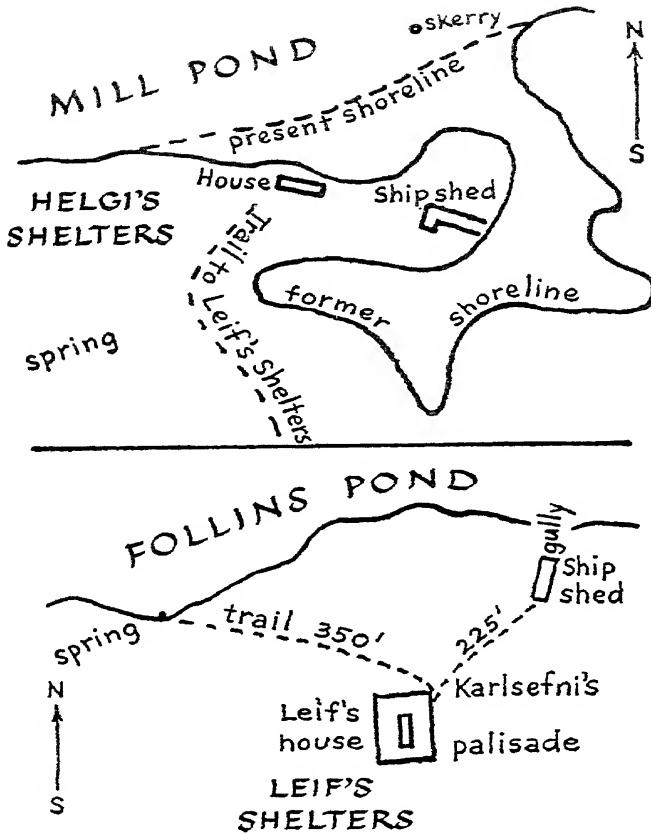 skerry
N
MILL POND
present shoreline
S
House
Ship shed
HELGI'S
SHELTERS
Trail to Leif's Shelters
former shoreline
spring
FOLLINS POND
gully
Ship
shed
trail 350'
225'
spring
N
Karlsefni's
Leif's
house
palisade
S
LEIF'S
SHELTERS